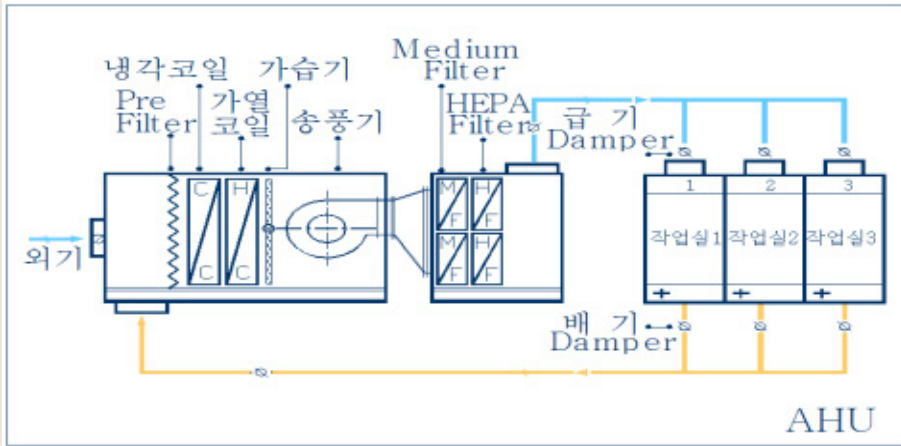 냉각코일 가습기
Medium
Filter
Pre
Filter
가열
코일
송풍기
HEPA
Filter
급 기
Damper
외기
C
C
H
C
M
F
H
F
M
F
H
F
1
2
3
작업실1
작업실2
작업실3
배 기
Damper
AHU